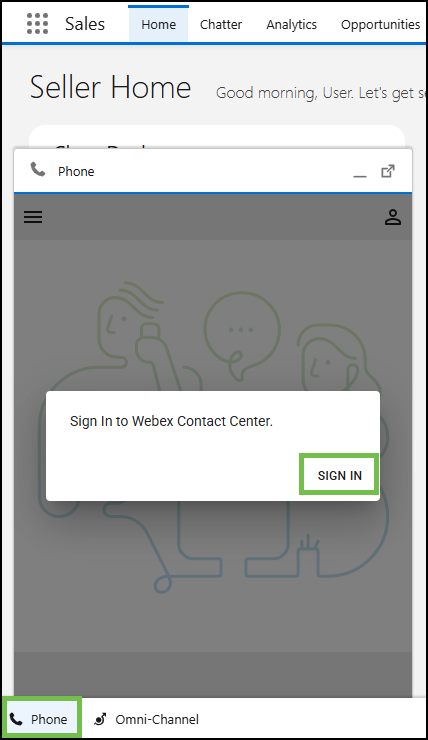 Sales Home Chatter Analytics Opportunities
Seller Home Good morning, User. Let's get s
Phone
Sign In to Webex Contact Center.
SIGN IN
Phone Omni-Channel